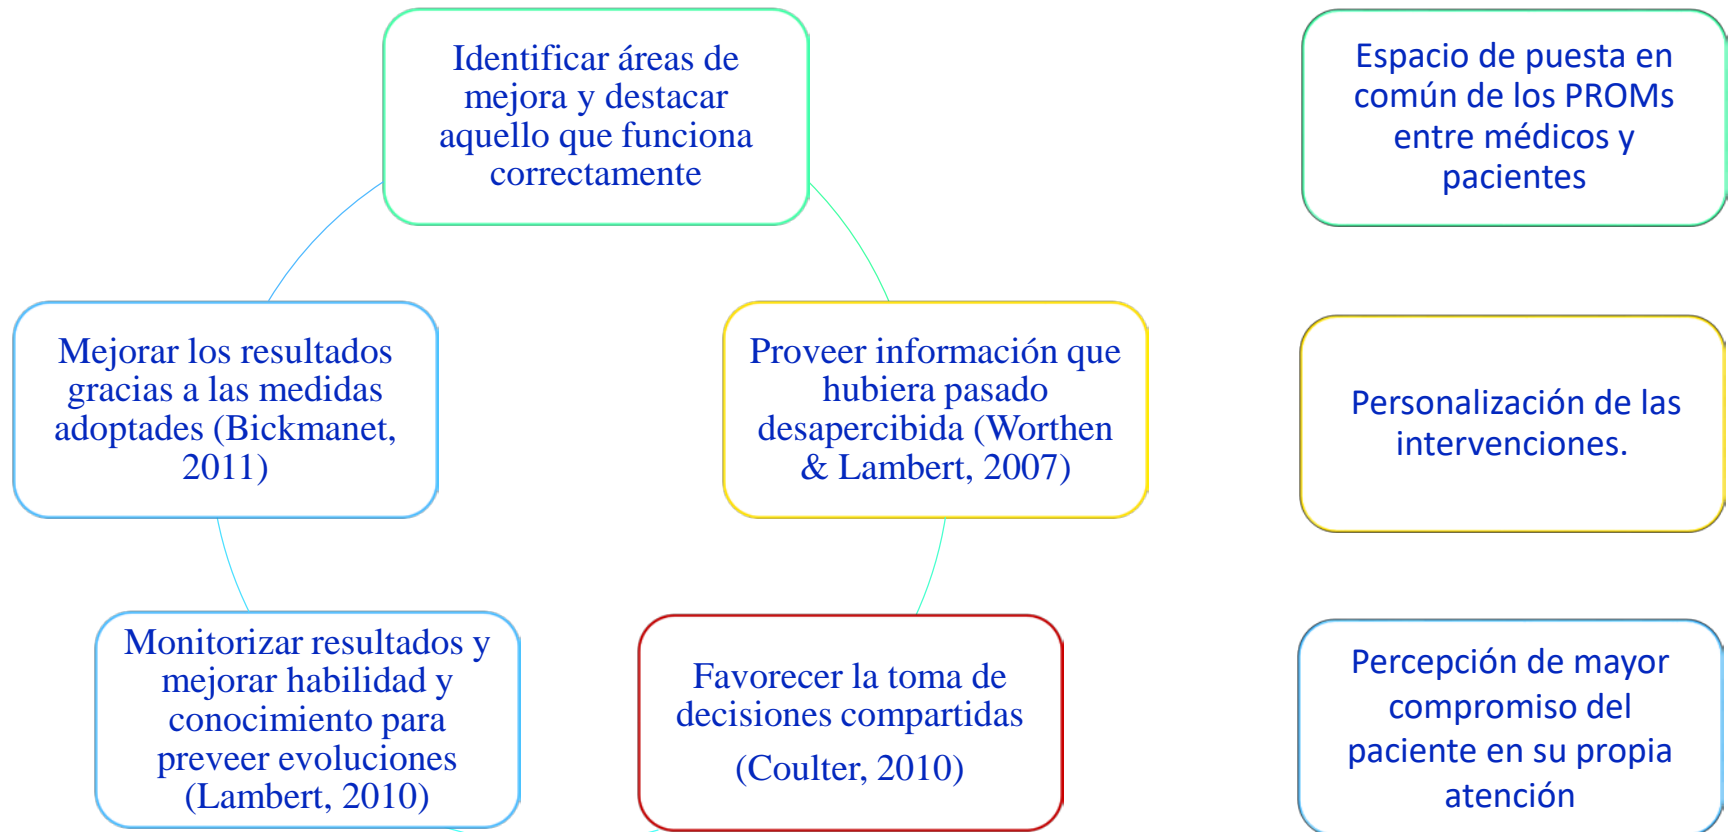 Identificar áreas de
mejora y destacar
aquello que funciona
correctamente
Espacio de puesta en
común de los PROMs
entre médicos y
pacientes
Mejorar los resultados
gracias a las medidas
adoptades (Bickmanet,
2011)
Proveer información que
hubiera pasado
desapercibida (Worthen
& Lambert, 2007)
Personalización de las
intervenciones.
Monitorizar resultados y
mejorar habilidad y
conocimiento para
preveer evoluciones
(Lambert, 2010)
Favorecer la toma de
decisiones compartidas
(Coulter, 2010)
Percepción de mayor
compromiso del
paciente en su propia
atención